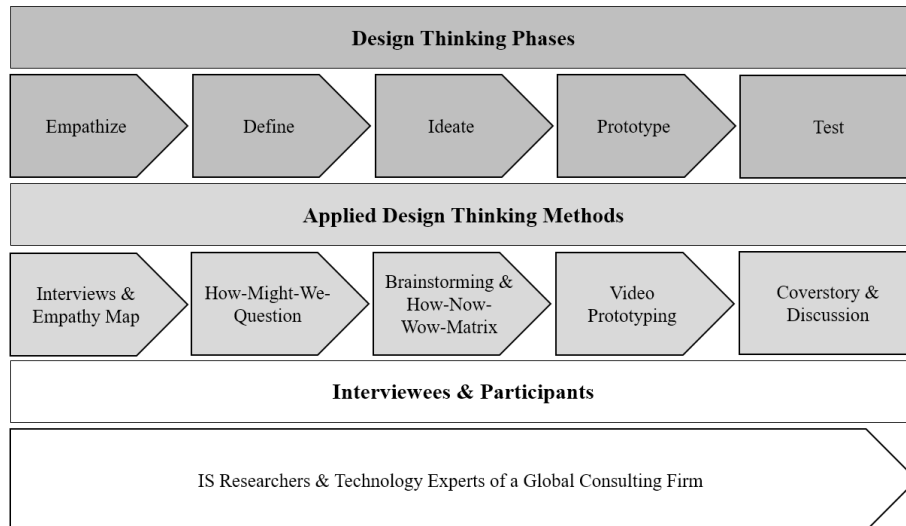 Design Thinking Phases
Empathize
Define
Ideate
Prototype
Test
Applied Design Thinking Methods
Interviews &
Empathy Map
How-Might-We-
Question
Brainstorming &
How-Now-
Wow-Matrix
Video
Prototyping
Coverstory &
Discussion
Interviewees & Participants
IS Researchers & Technology Experts of a Global Consulting Firm